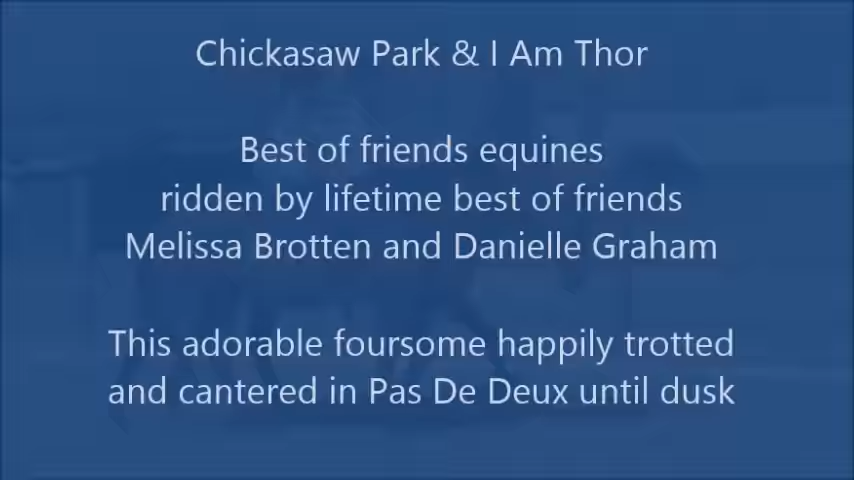 Chickasaw Park & I Am Thor
Best of friends equines
ridden by lifetime best of friends
Melissa Brotten and Danielle Graham
This adorable foursome happily trotted
and cantered in Pas De Deux until dusk